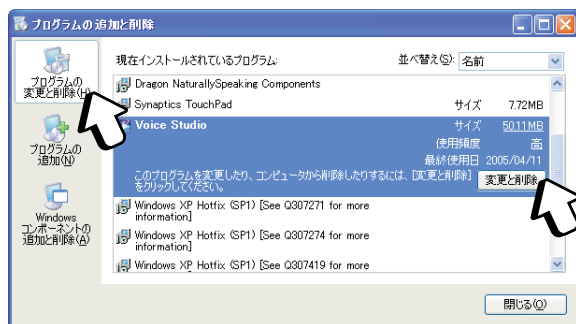 プログラムの追加と削除
プログラムの
変更と削除(H)
プログラムの
追加(N)
Windows
コンポーネントの
追加と削除(A)
現在インストールされているプログラム:
並べ替え(S): 名前
Dragon NaturallySpeaking Components
Synaptics TouchPad サイズ 7.72MB
Voice Studio サイズ 50.11MB
使用頻度 高
最終使用日 2005/04/11
このプログラムを変更したり、コンピュータから削除したりするには、[変更と削除]
をクリックしてください。
変更と削除
Windows XP Hotfix (SP1) [See Q307271 for more
information]
Windows XP Hotfix (SP1) [See Q307274 for more
information]
Windows XP Hotfix (SP1) [See Q307419 for more
閉じる(O)